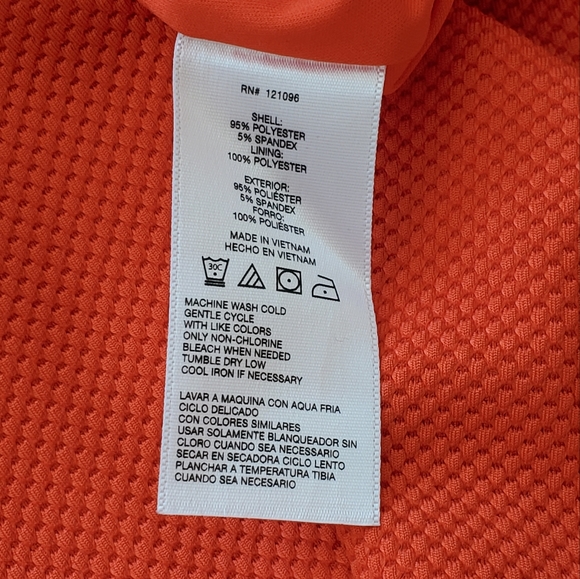 RN# 121096
SHELL:
95% POLYESTER
5% SPANDEX
LINING:
100% POLYESTER
EXTERIOR:
95% POLIÉSTER
5% SPANDEX
FORRO:
100% POLIÉSTER
MADE IN VIETNAM
HECHO EN VIETNAM
30C
MACHINE WASH COLD
GENTLE CYCLE
WITH LIKE COLORS
ONLY NON-CHLORINE
BLEACH WHEN NEEDED
TUMBLE DRY LOW
COOL IRON IF NECESSARY
LAVAR A MAQUINA CON AQUA FRIA
CICLO DELICADO
CON COLORES SIMILARES
USAR SOLAMENTE BLANQUEADOR SIN
CLORO CUANDO SEA NECESSARIO
SECAR EN SECADORA CICLO LENTO
PLANCHAR A TEMPERATURA TIBIA
CUANDO SEA NECESARIO